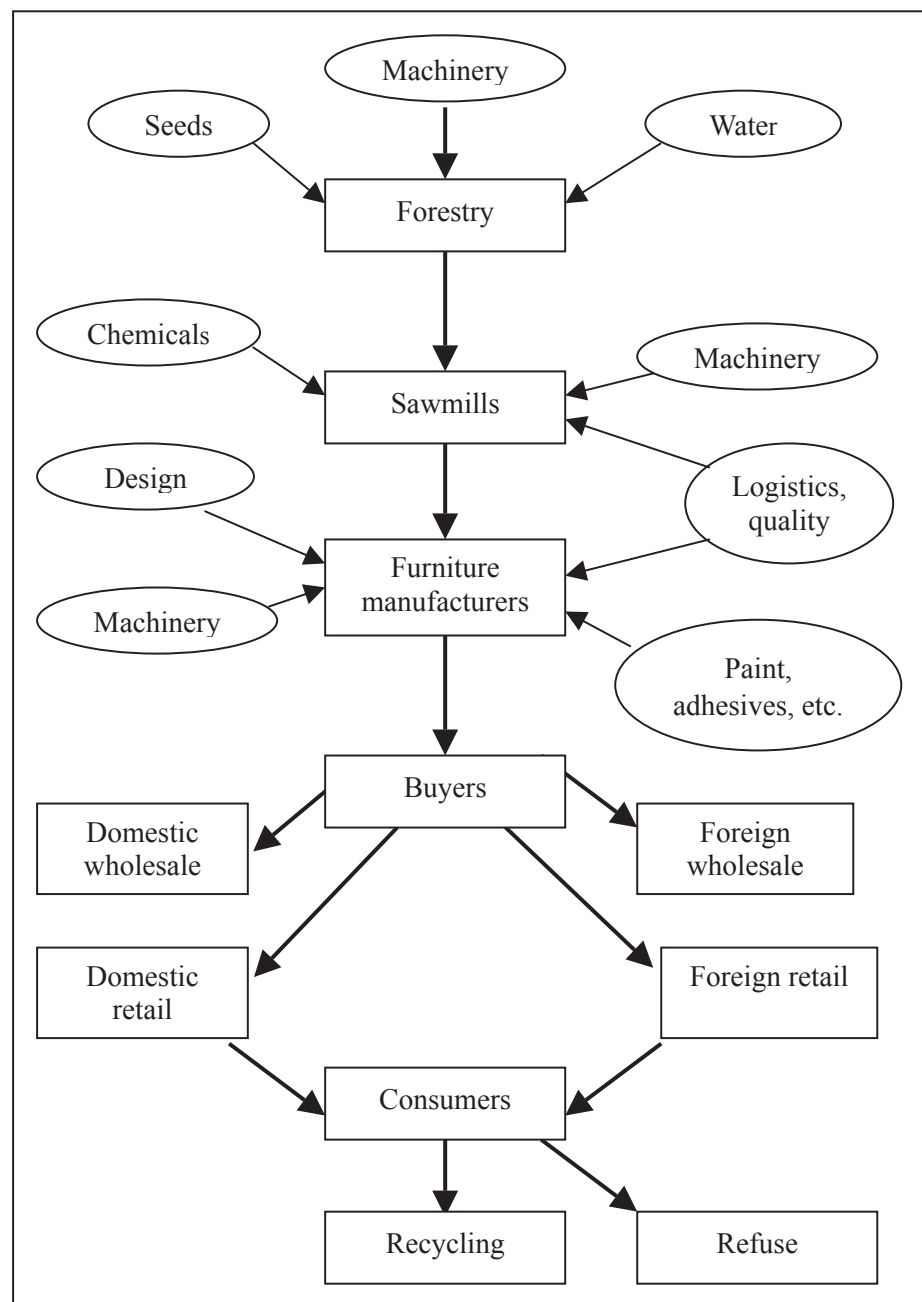 Machinery
Seeds
Water
Forestry
Chemicals
Machinery
Sawmills
Design
Logistics,
quality
Furniture
manufacturers
Machinery
Paint,
adhesives, etc.
Buyers
Domestic
wholesale
Foreign
wholesale
Domestic
retail
Foreign retail
Consumers
Recycling
Refuse